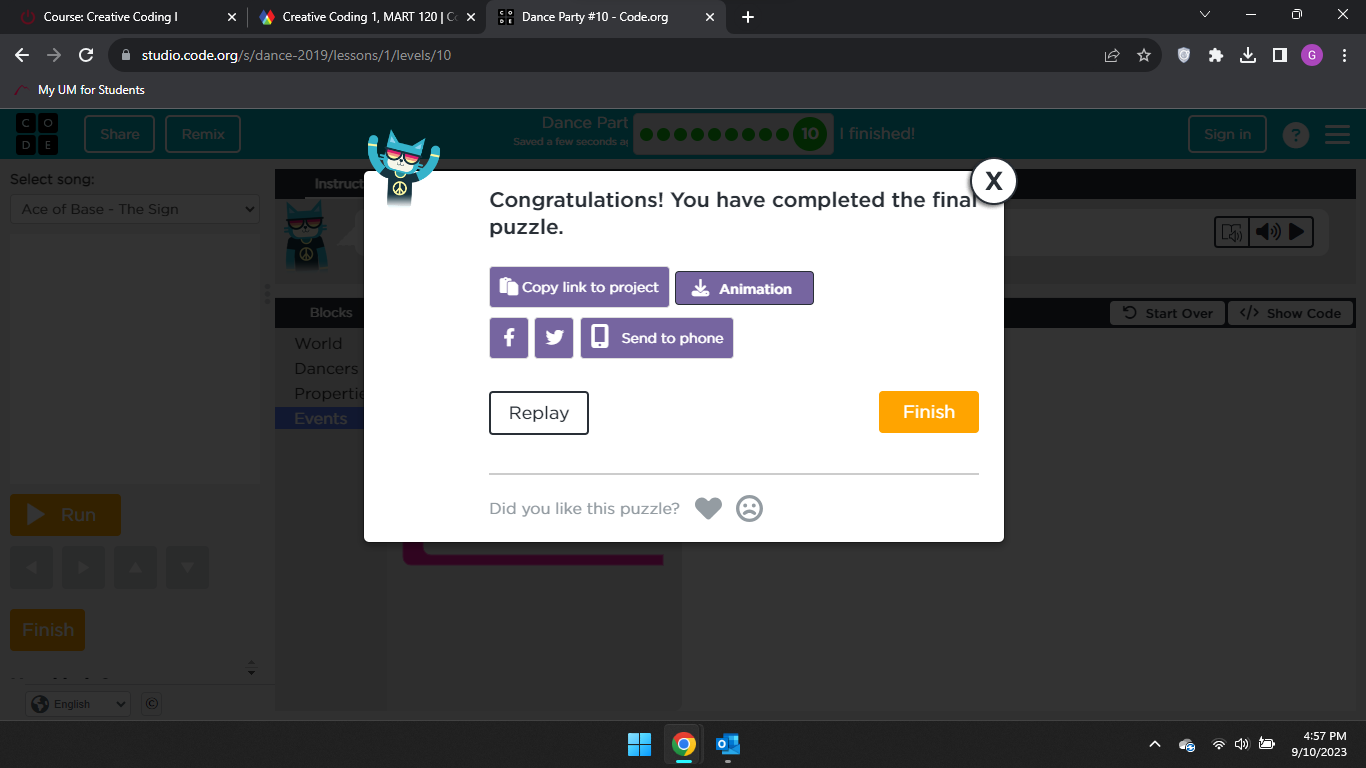 Course: Creative Coding I
Creative Coding 1, MART 120 | Co
Dance Party #10 - Code.org
studio.code.org/s/dance-2019/lessons/1/levels/10
G
My UM for Students
C O
D E
Share
Remix
Dance Part
Saved a few seconds ag
10
I finished!
Sign in
?
Select song:
Ace of Base - The Sign
Instruct
X
Congratulations! You have completed the final
puzzle.
Copy link to project
Animation
Send to phone
Replay
Finish
Did you like this puzzle?
Blocks
World
Dancers
Propertie
Events
Start Over
</> Show Code
Run
Finish
English
©
4:57 PM
9/10/2023